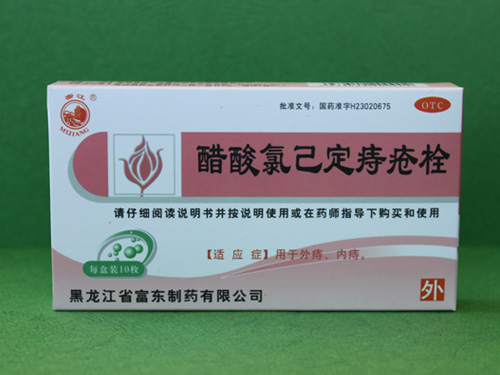 MIJIANG
批准文号：国药准字H23020675
OTC
醋酸氯己定痔疮栓
请仔细阅读说明书并按说明使用或在药师指导下购买和使用
【适 应 症】用于外痔、内痔。
每盒装10枚
黑龙江省富东制药有限公司
外